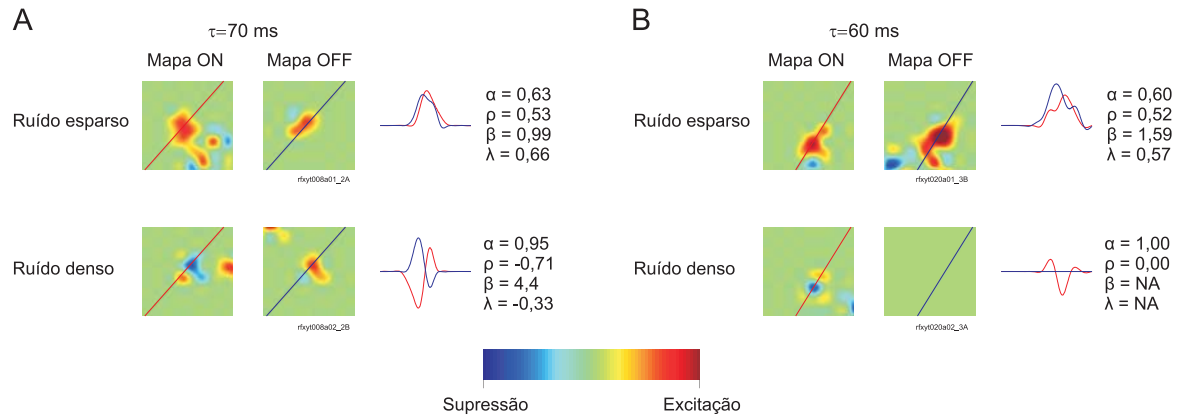 A
τ=70 ms
Mapa ON
Mapa OFF
Ruído esparso
α = 0,63
ρ = 0,53
β = 0,99
λ = 0,66
rfxyt008a01_2A
Ruído denso
α = 0,95
ρ = -0,71
β = 4,4
λ = -0,33
rfxyt008a02_2B
B
τ=60 ms
Mapa ON
Mapa OFF
Ruído esparso
α = 0,60
ρ = 0,52
β = 1,59
λ = 0,57
rfxyt020a01_3B
Ruído denso
α = 1,00
ρ = 0,00
β = NA
λ = NA
rfxyt020a02_3A
Supressão
Excitação